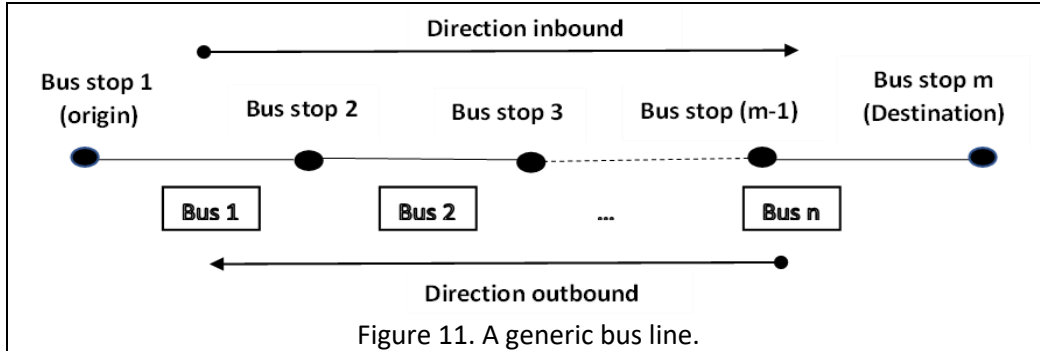 Direction inbound
Bus stop 1
(origin)
Bus stop 2
Bus stop 3
Bus stop (m-1)
Bus stop m
(Destination)
Bus 1
Bus 2
...
Bus n
Direction outbound
Figure 11. A generic bus line.